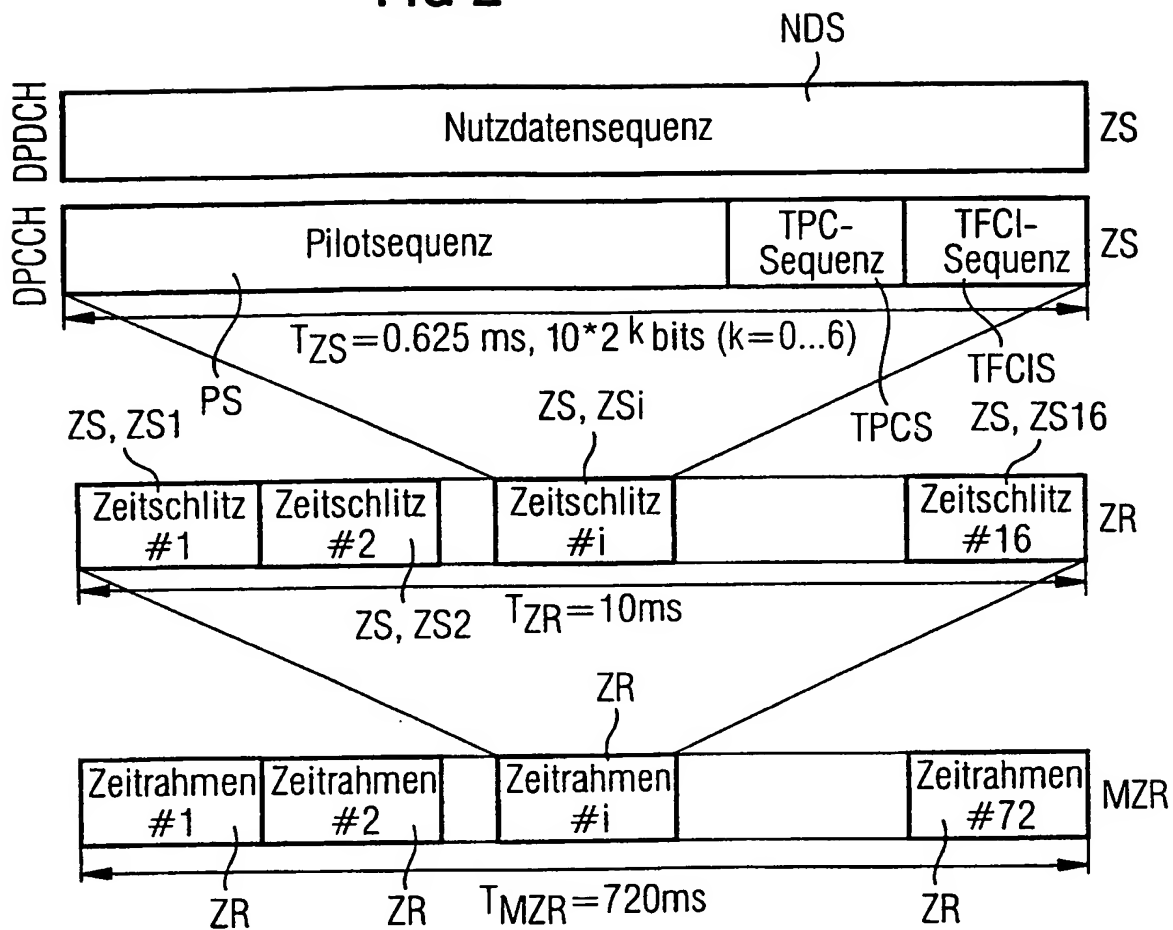 FIG 2
NDS
DPDCH
Nutzdatensequenz
ZS
DPCCH
Pilotsequenz
TPC-
Sequenz
TFCI-
Sequenz
ZS
TZS=0.625 ms, 10*2 k bits (k=0...6)
PS
TPCS
TFCIS
ZS, ZS1
ZS, ZSi
ZS, ZS16
Zeitschlitz
#1
Zeitschlitz
#2
Zeitschlitz
#i
Zeitschlitz
#16
ZR
ZS, ZS2
TZR=10ms
ZR
Zeitrahmen
#1
Zeitrahmen
#2
Zeitrahmen
#i
Zeitrahmen
#72
MZR
ZR
ZR
TMZR=720ms
ZR